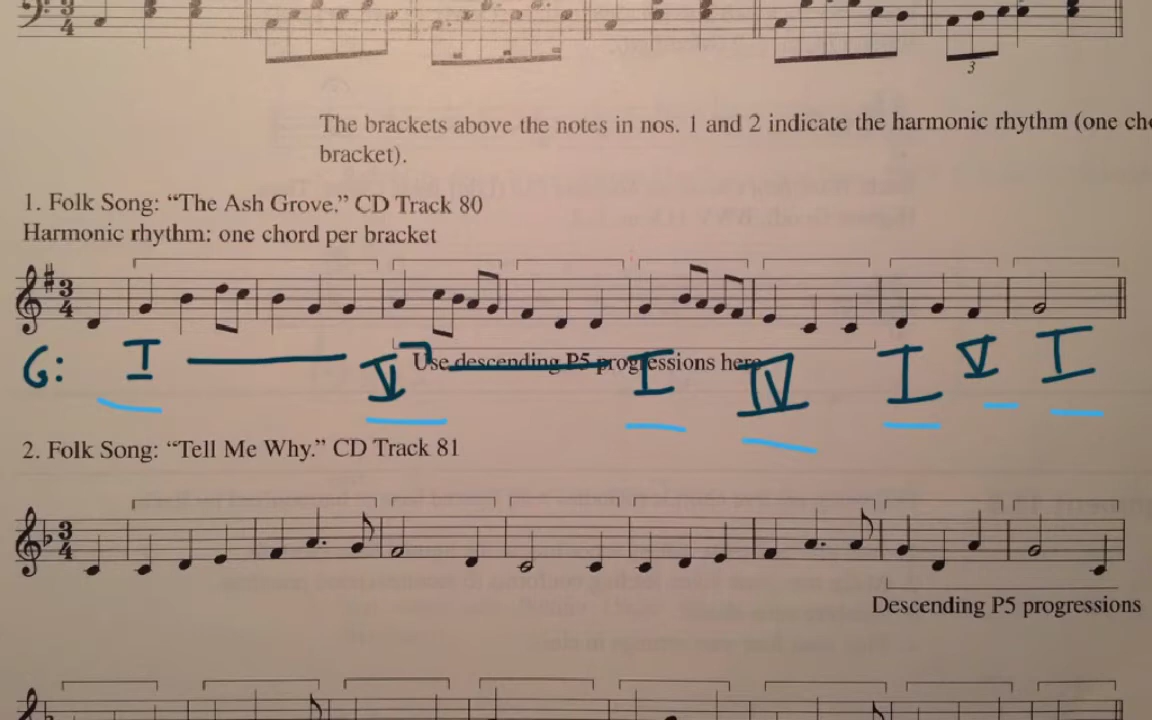 3
The brackets above the notes in nos. 1 and 2 indicate the harmonic rhythm (one
bracket).
1. Folk Song: “The Ash Grove.” CD Track 80
Harmonic rhythm: one chord per bracket
Use descending P5 progressions here
G: I V7 I IV I V I
2. Folk Song: “Tell Me Why.” CD Track 81
Descending P5 progressions